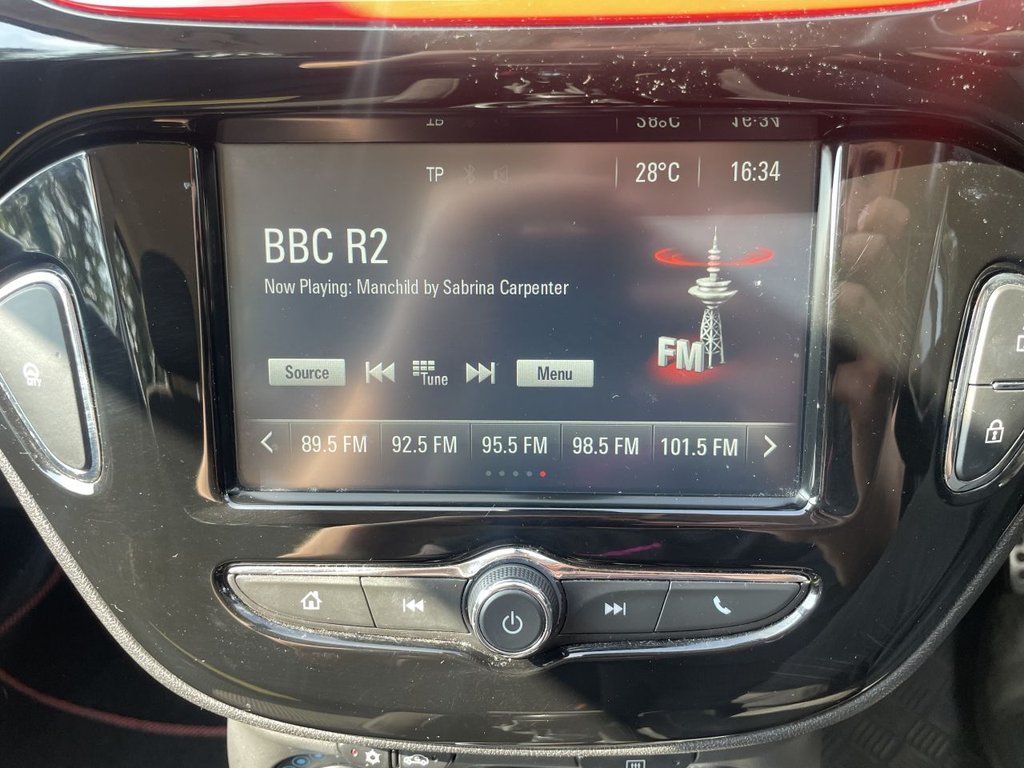 TP 28°C 16:34
BBC R2
Now Playing: Manchild by Sabrina Carpenter
FM
Source Tune Menu
89.5 FM 92.5 FM 95.5 FM 98.5 FM 101.5 FM
CITY